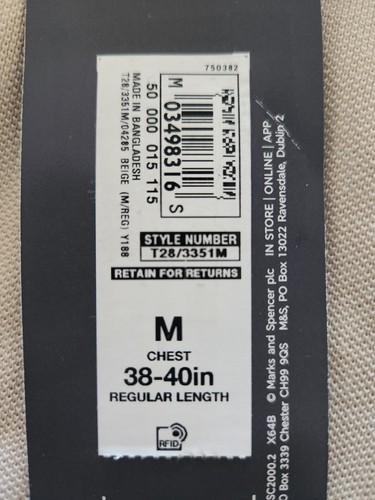 750382
M 03498316 S
50 000 015 115
MADE IN BANGLADESH
T28/3351M/04285 BEIGE (M/REG) Y188
STYLE NUMBER
T28/3351M
RETAIN FOR RETURNS
M
CHEST
38-40in
REGULAR LENGTH
RFID
SC2000.2 X64B © Marks and Spencer plc IN STORE | ONLINE | APP
Box 3339 Chester CH99 9QS M&S, PO Box 13022 Ravensdale, Dublin 2